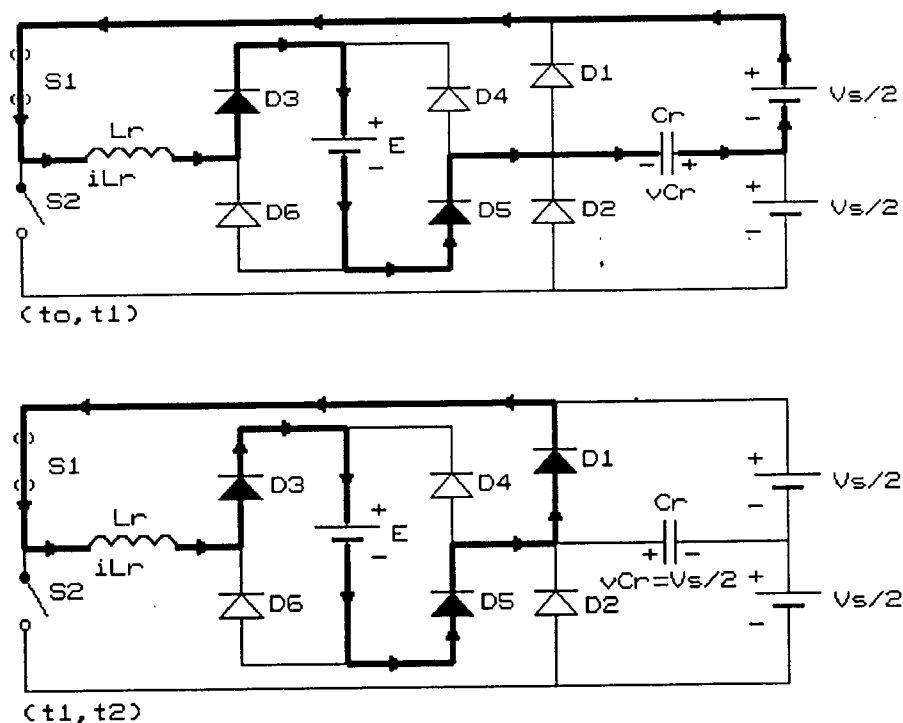 S1
D3
D4
D1
+
-
Vs/2
Lr
iLr
+
E
-
Cr
- +
vCr
S2
D6
D5
D2
+
-
Vs/2
(to,t1)
S1
D3
D4
D1
+
-
Vs/2
Lr
iLr
+
E
-
Cr
+ -
vCr=Vs/2
S2
D6
D5
D2
+
-
Vs/2
(t1,t2)